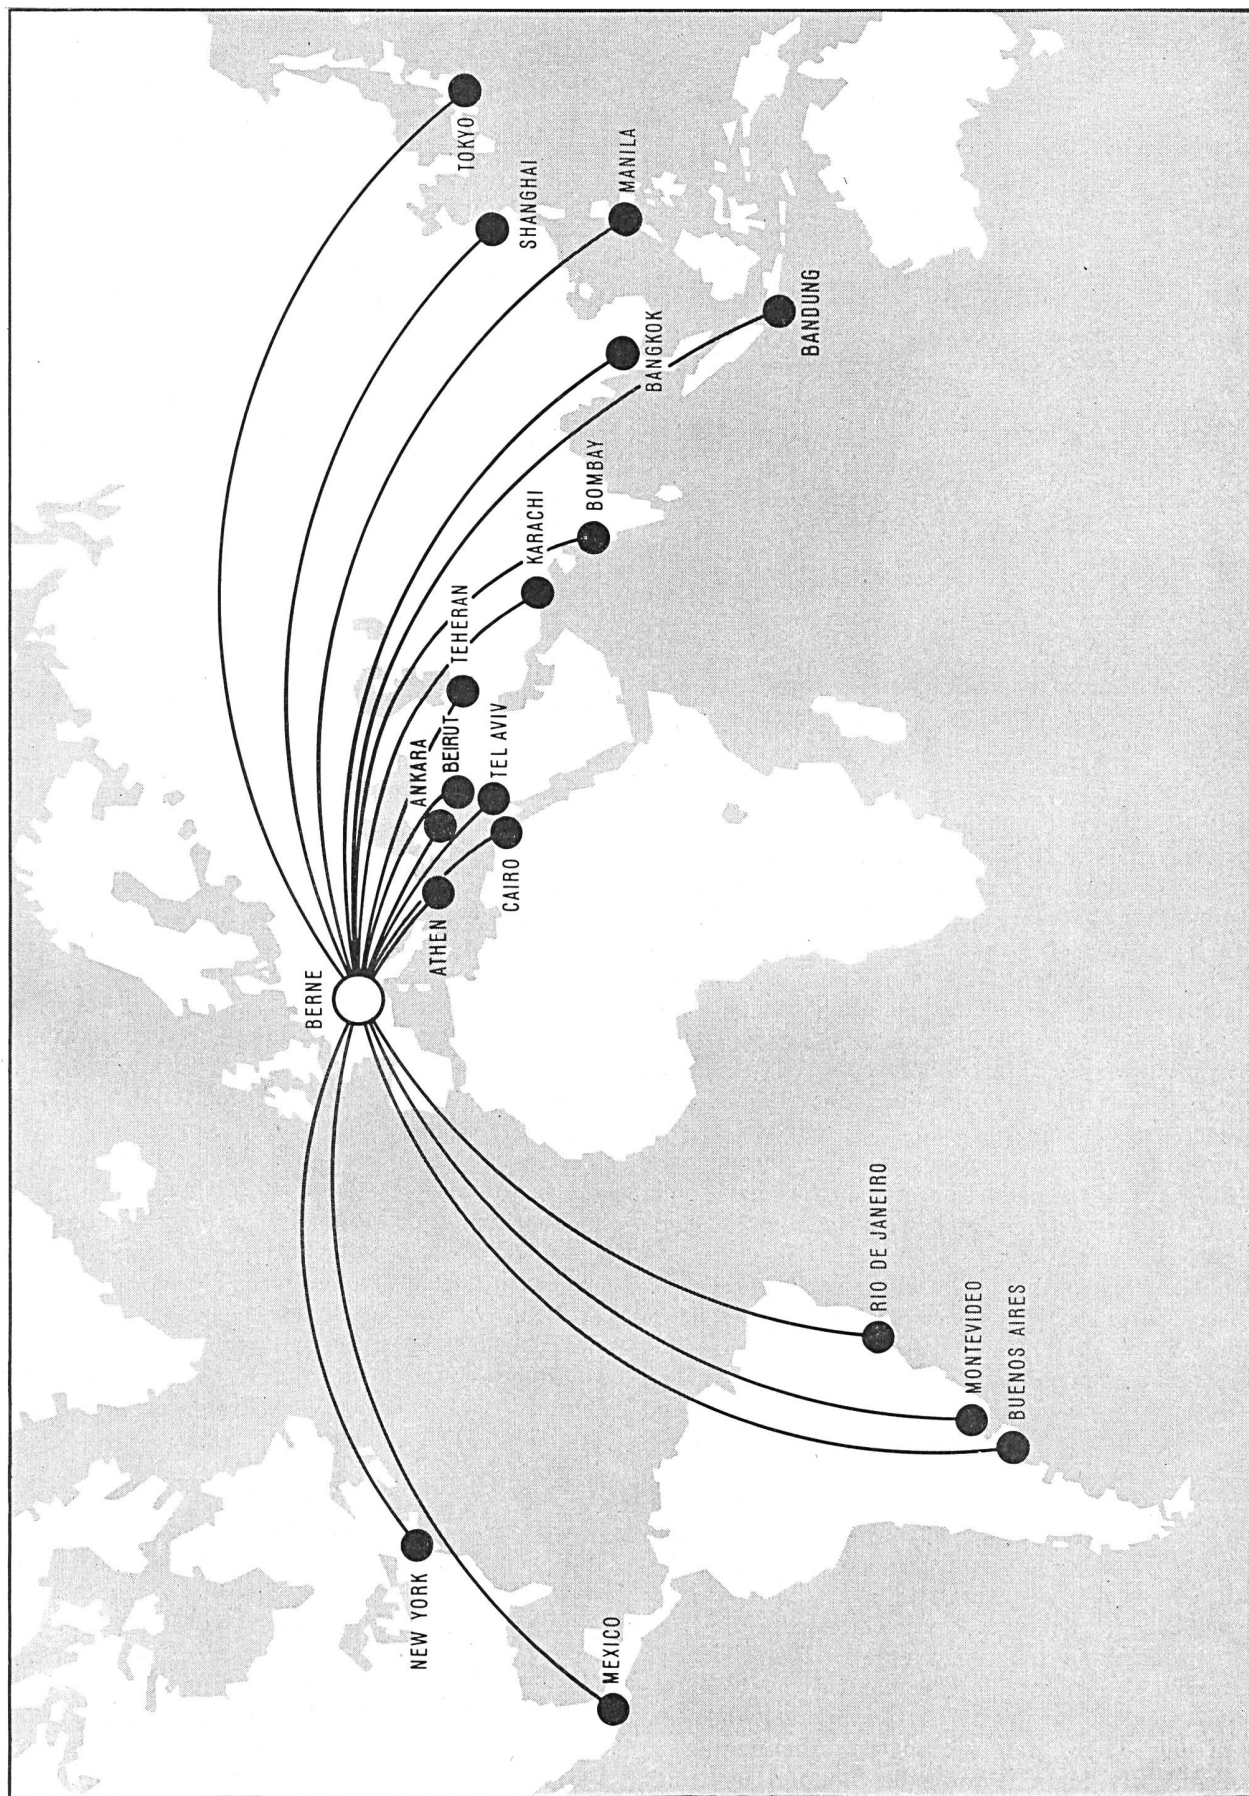 BERNE
NEW YORK
MEXICO
RIO DE JANEIRO
MONTEVIDEO
BUENOS AIRES
ATHEN
CAIRO
ANKARA
BEIRUT
TEL AVIV
TEHERAN
KARACHI
BOMBAY
BANGKOK
BANDUNG
MANILA
SHANGHAI
TOKYO